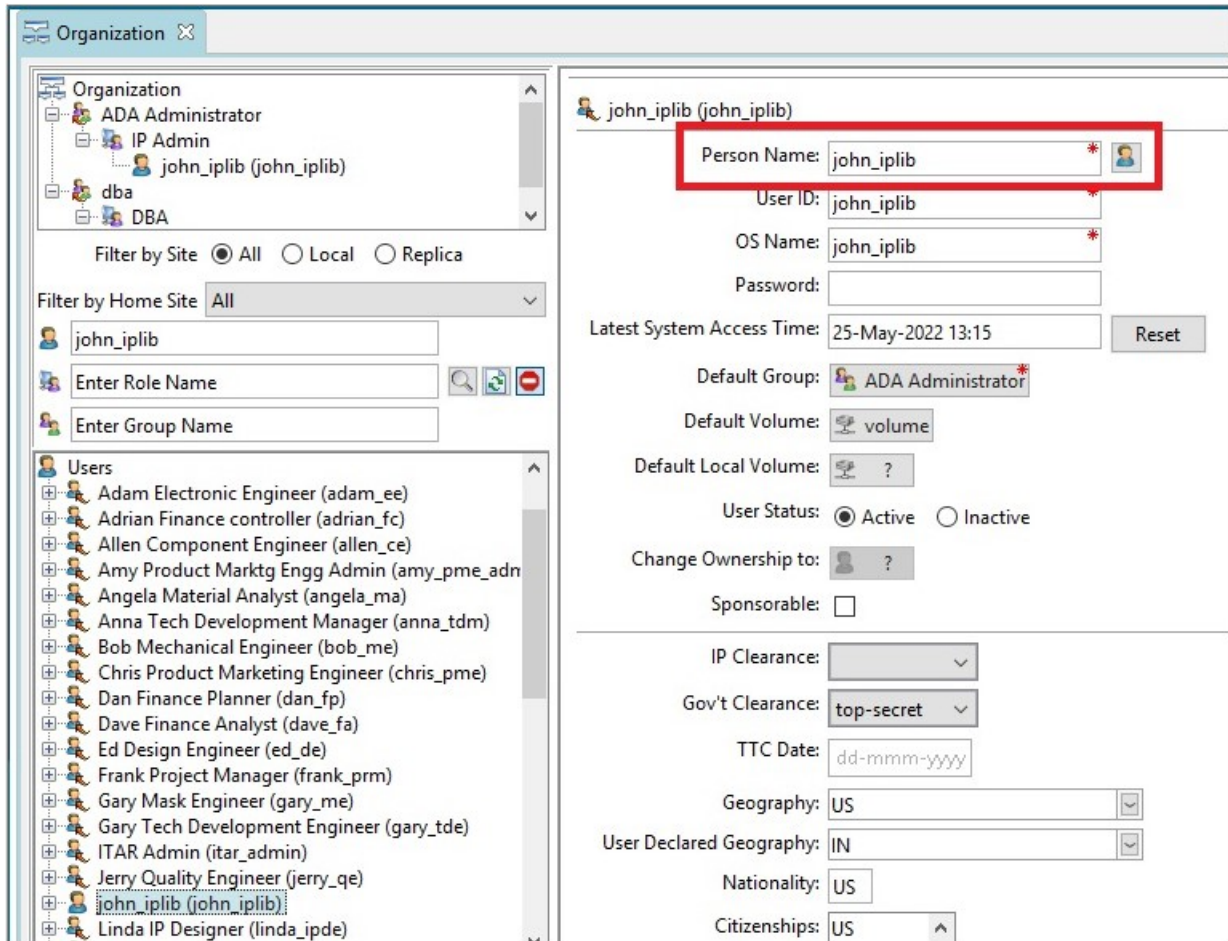 Organization
Organization
ADA Administrator
IP Admin
john_iplib (john_iplib)
dba
DBA
Filter by Site All Local Replica
Filter by Home Site All
john_iplib
Enter Role Name
Enter Group Name
Users
Adam Electronic Engineer (adam_ee)
Adrian Finance controller (adrian_fc)
Allen Component Engineer (allen_ce)
Amy Product Marktg Engg Admin (amy_pme_adm
Angela Material Analyst (angela_ma)
Anna Tech Development Manager (anna_tdm)
Bob Mechanical Engineer (bob_me)
Chris Product Marketing Engineer (chris_pme)
Dan Finance Planner (dan_fp)
Dave Finance Analyst (dave_fa)
Ed Design Engineer (ed_de)
Frank Project Manager (frank_prm)
Gary Mask Engineer (gary_me)
Gary Tech Development Engineer (gary_tde)
ITAR Admin (itar_admin)
Jerry Quality Engineer (jerry_qe)
john_iplib (john_iplib)
Linda IP Designer (linda_ipde)
john_iplib (john_iplib)
Person Name: john_iplib *
User ID: john_iplib *
OS Name: john_iplib *
Password:
Latest System Access Time: 25-May-2022 13:15 Reset
Default Group: ADA Administrator *
Default Volume: volume
Default Local Volume: ?
User Status: Active Inactive
Change Ownership to: ?
Sponsorable:
IP Clearance:
Gov't Clearance: top-secret
TTC Date: dd-mmm-yyyy
Geography: US
User Declared Geography: IN
Nationality: US
Citizenships: US